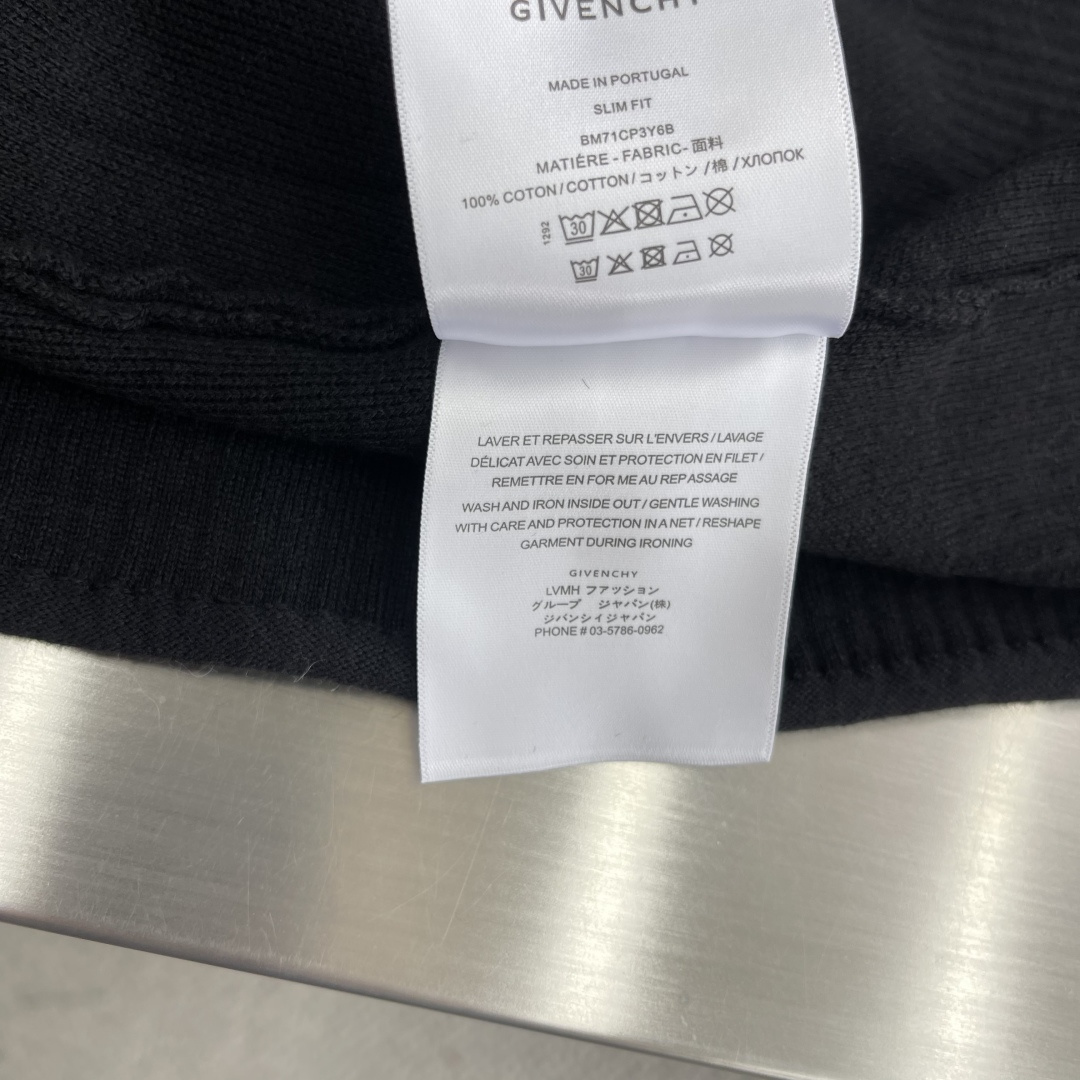 GIVENCHY
MADE IN PORTUGAL
SLIM FIT
BM71CP3Y6B
MATIÈRE - FABRIC- 面料
100% COTON/COTTON/コットン /棉 /ХЛОПОК
1292
30
30
LAVER ET REPASSER SUR L'ENVERS / LAVAGE
DÉLICAT AVEC SOIN ET PROTECTION EN FILET /
REMETTRE EN FOR ME AU REP ASSAGE
WASH AND IRON INSIDE OUT / GENTLE WASHING
WITH CARE AND PROTECTION IN A NET / RESHAPE
GARMENT DURING IRONING
GIVENCHY
LVMH ファッション
グループ ジャパン(株)
ジバンシイジャパン
PHONE # 03-5786-0962